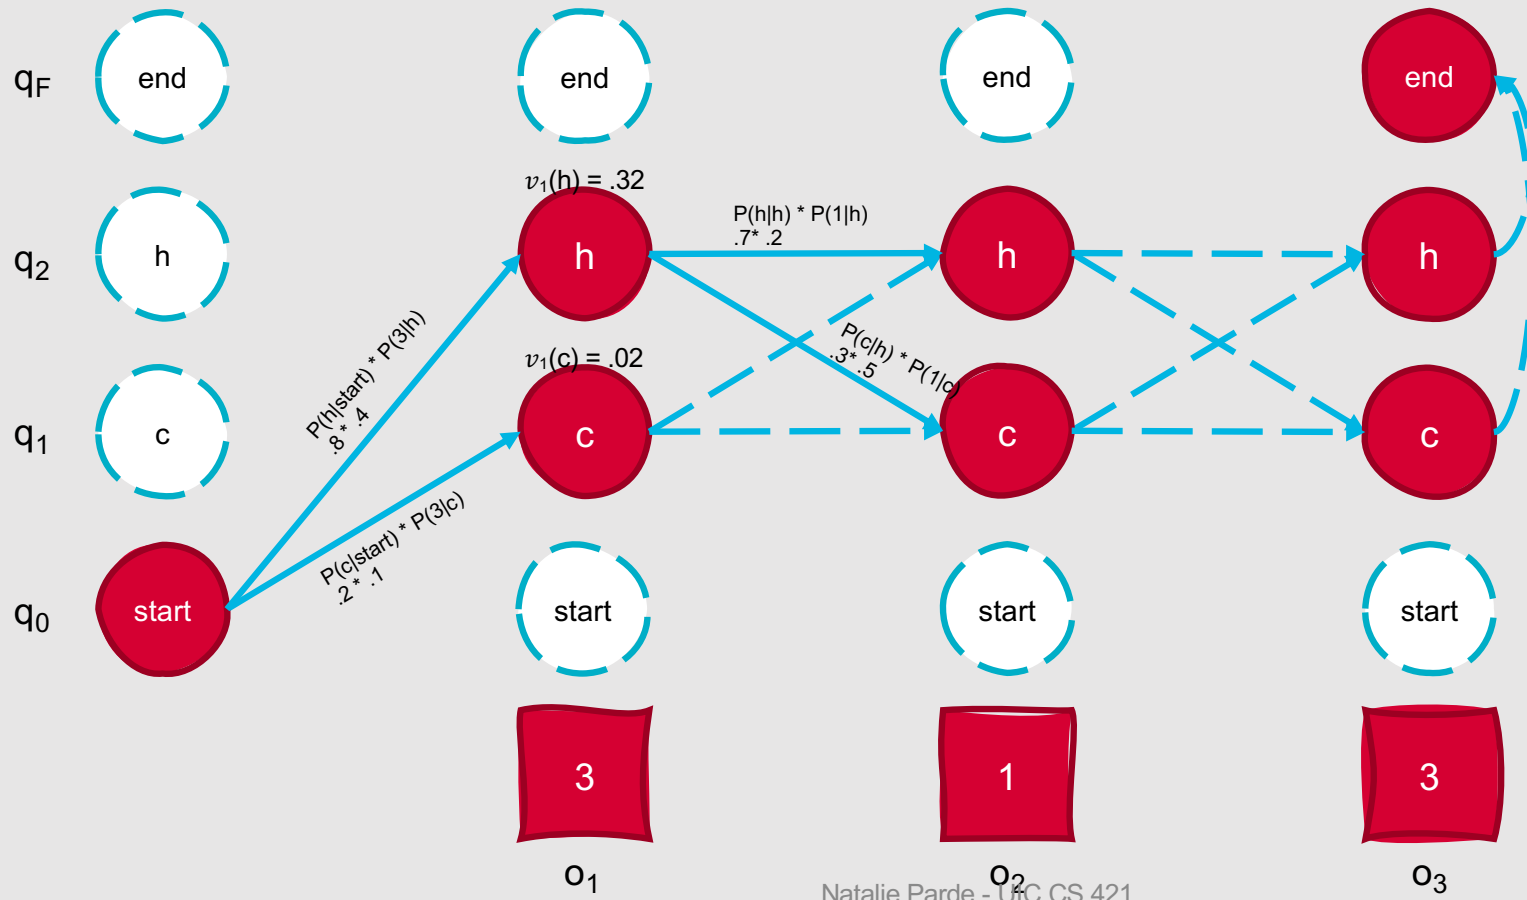 q_F end end end end
v₁(h) = .32
P(h|h) * P(1|h)
.7* .2
q₂ h h h h
P(h|start) * P(3|h)
.8* .4
v₁(c) = .02
P(c|h) * P(1|c)
.3* .5
q₁ c c c c
P(c|start) * P(3|c)
.2* .1
q₀ start start start start
3 1 3
o₁ o₂ o₃
Natalie Parde - UIC CS 421